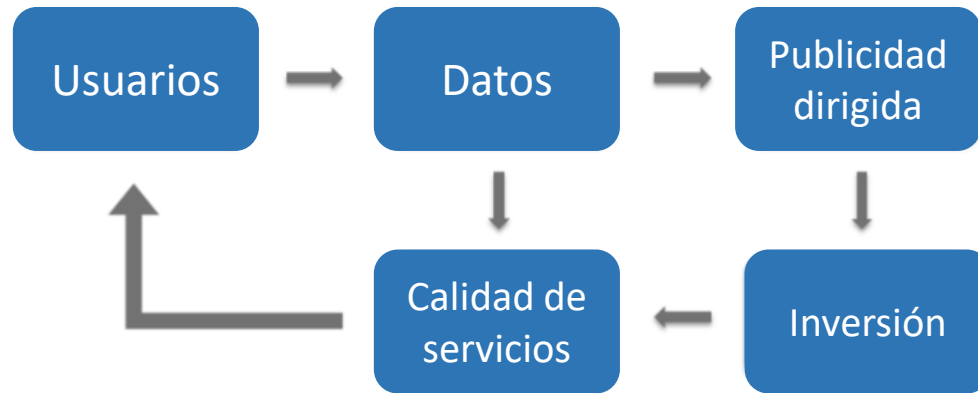 Usuarios
Datos
Publicidad
dirigida
Calidad de
servicios
Inversión